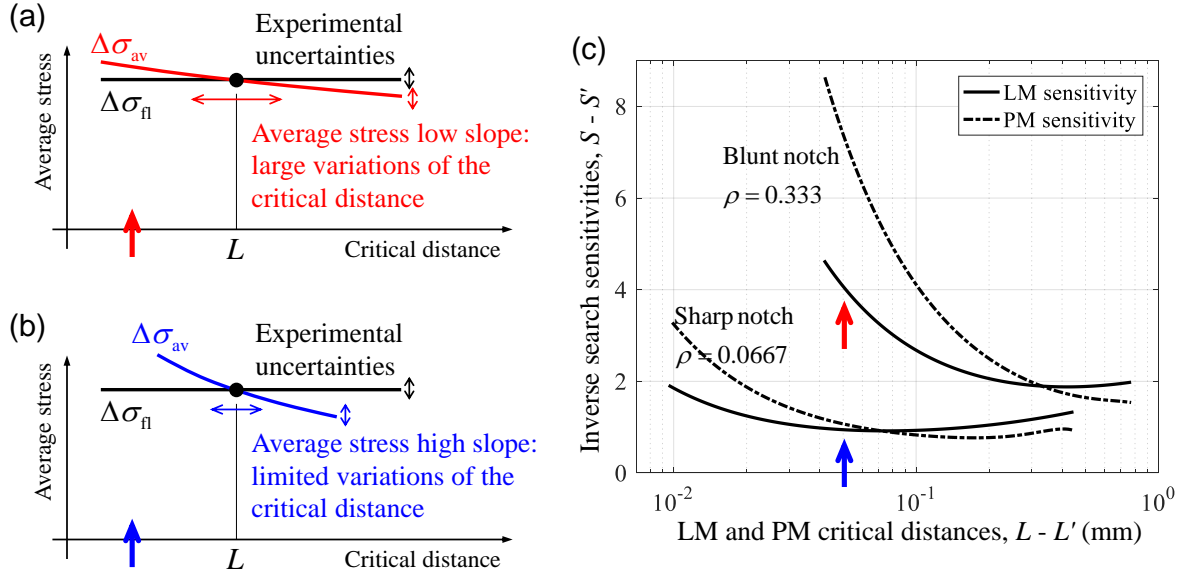 (a)
Δσav
Experimental
uncertainties
Δσfl
Average stress
Average stress low slope:
large variations of the
critical distance
L
Critical distance
(b)
Δσav
Experimental
uncertainties
Δσfl
Average stress
Average stress high slope:
limited variations of the
critical distance
L
Critical distance
(c)
LM sensitivity
PM sensitivity
Blunt notch
ρ = 0.333
Sharp notch
ρ = 0.0667
Inverse search sensitivities, S - S′
8
6
4
2
0
10⁻² 10⁻¹ 10⁰
LM and PM critical distances, L - L′ (mm)